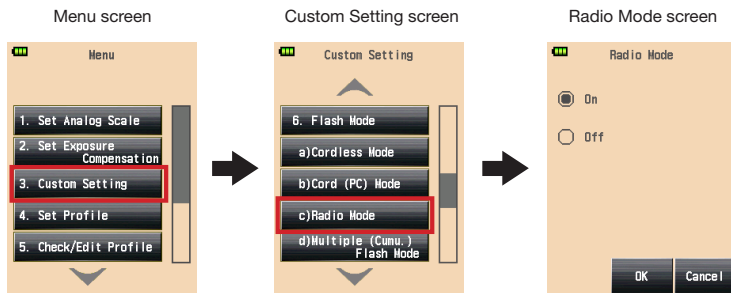 Menu screen
Menu
1. Set Analog Scale
2. Set Exposure
Compensation
3. Custom Setting
4. Set Profile
5. Check/Edit Profile
Custom Setting screen
Custom Setting
6. Flash Mode
a)Cordless Mode
b)Cord (PC) Mode
c)Radio Mode
d)Multiple (Cumu.)
Flash Mode
Radio Mode screen
Radio Mode
On
Off
OK Cancel